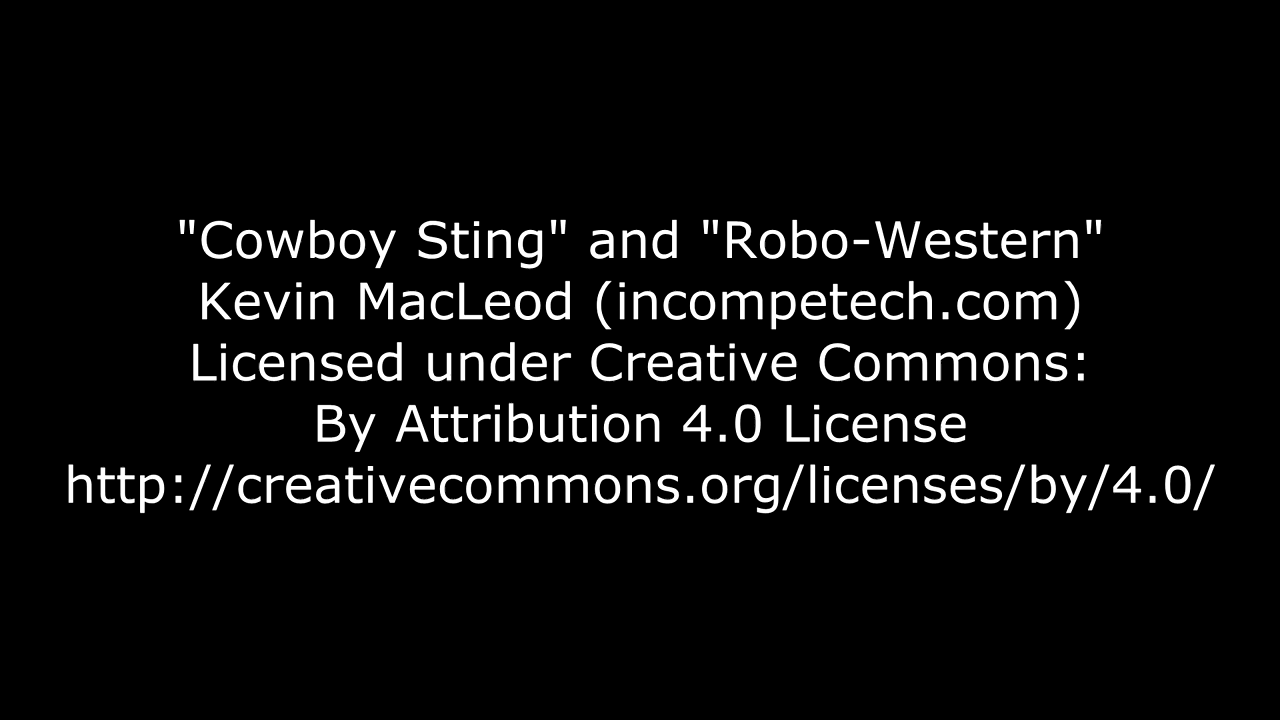 "Cowboy Sting" and "Robo-Western"
Kevin MacLeod (incompetech.com)
Licensed under Creative Commons:
By Attribution 4.0 License
http://creativecommons.org/licenses/by/4.0/